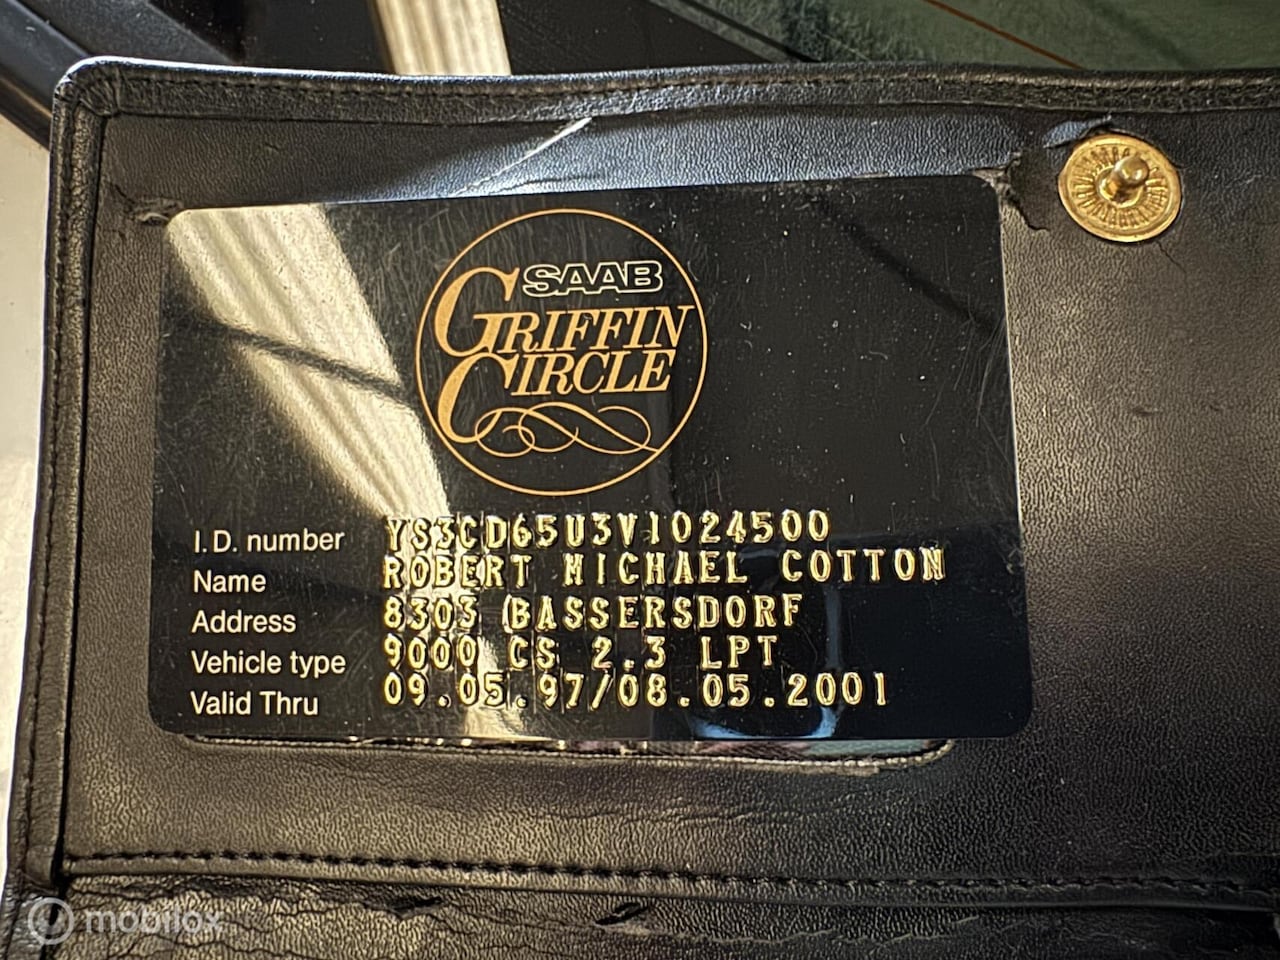 SAAB
GRIFFIN
CIRCLE
I.D. number YS3CD65U3V1024500
Name ROBERT MICHAEL COTTON
Address 8303 BASSERSDORF
Vehicle type 9000 CS 2.3 LPT
Valid Thru 09.05.97/08.05.2001
mobilox